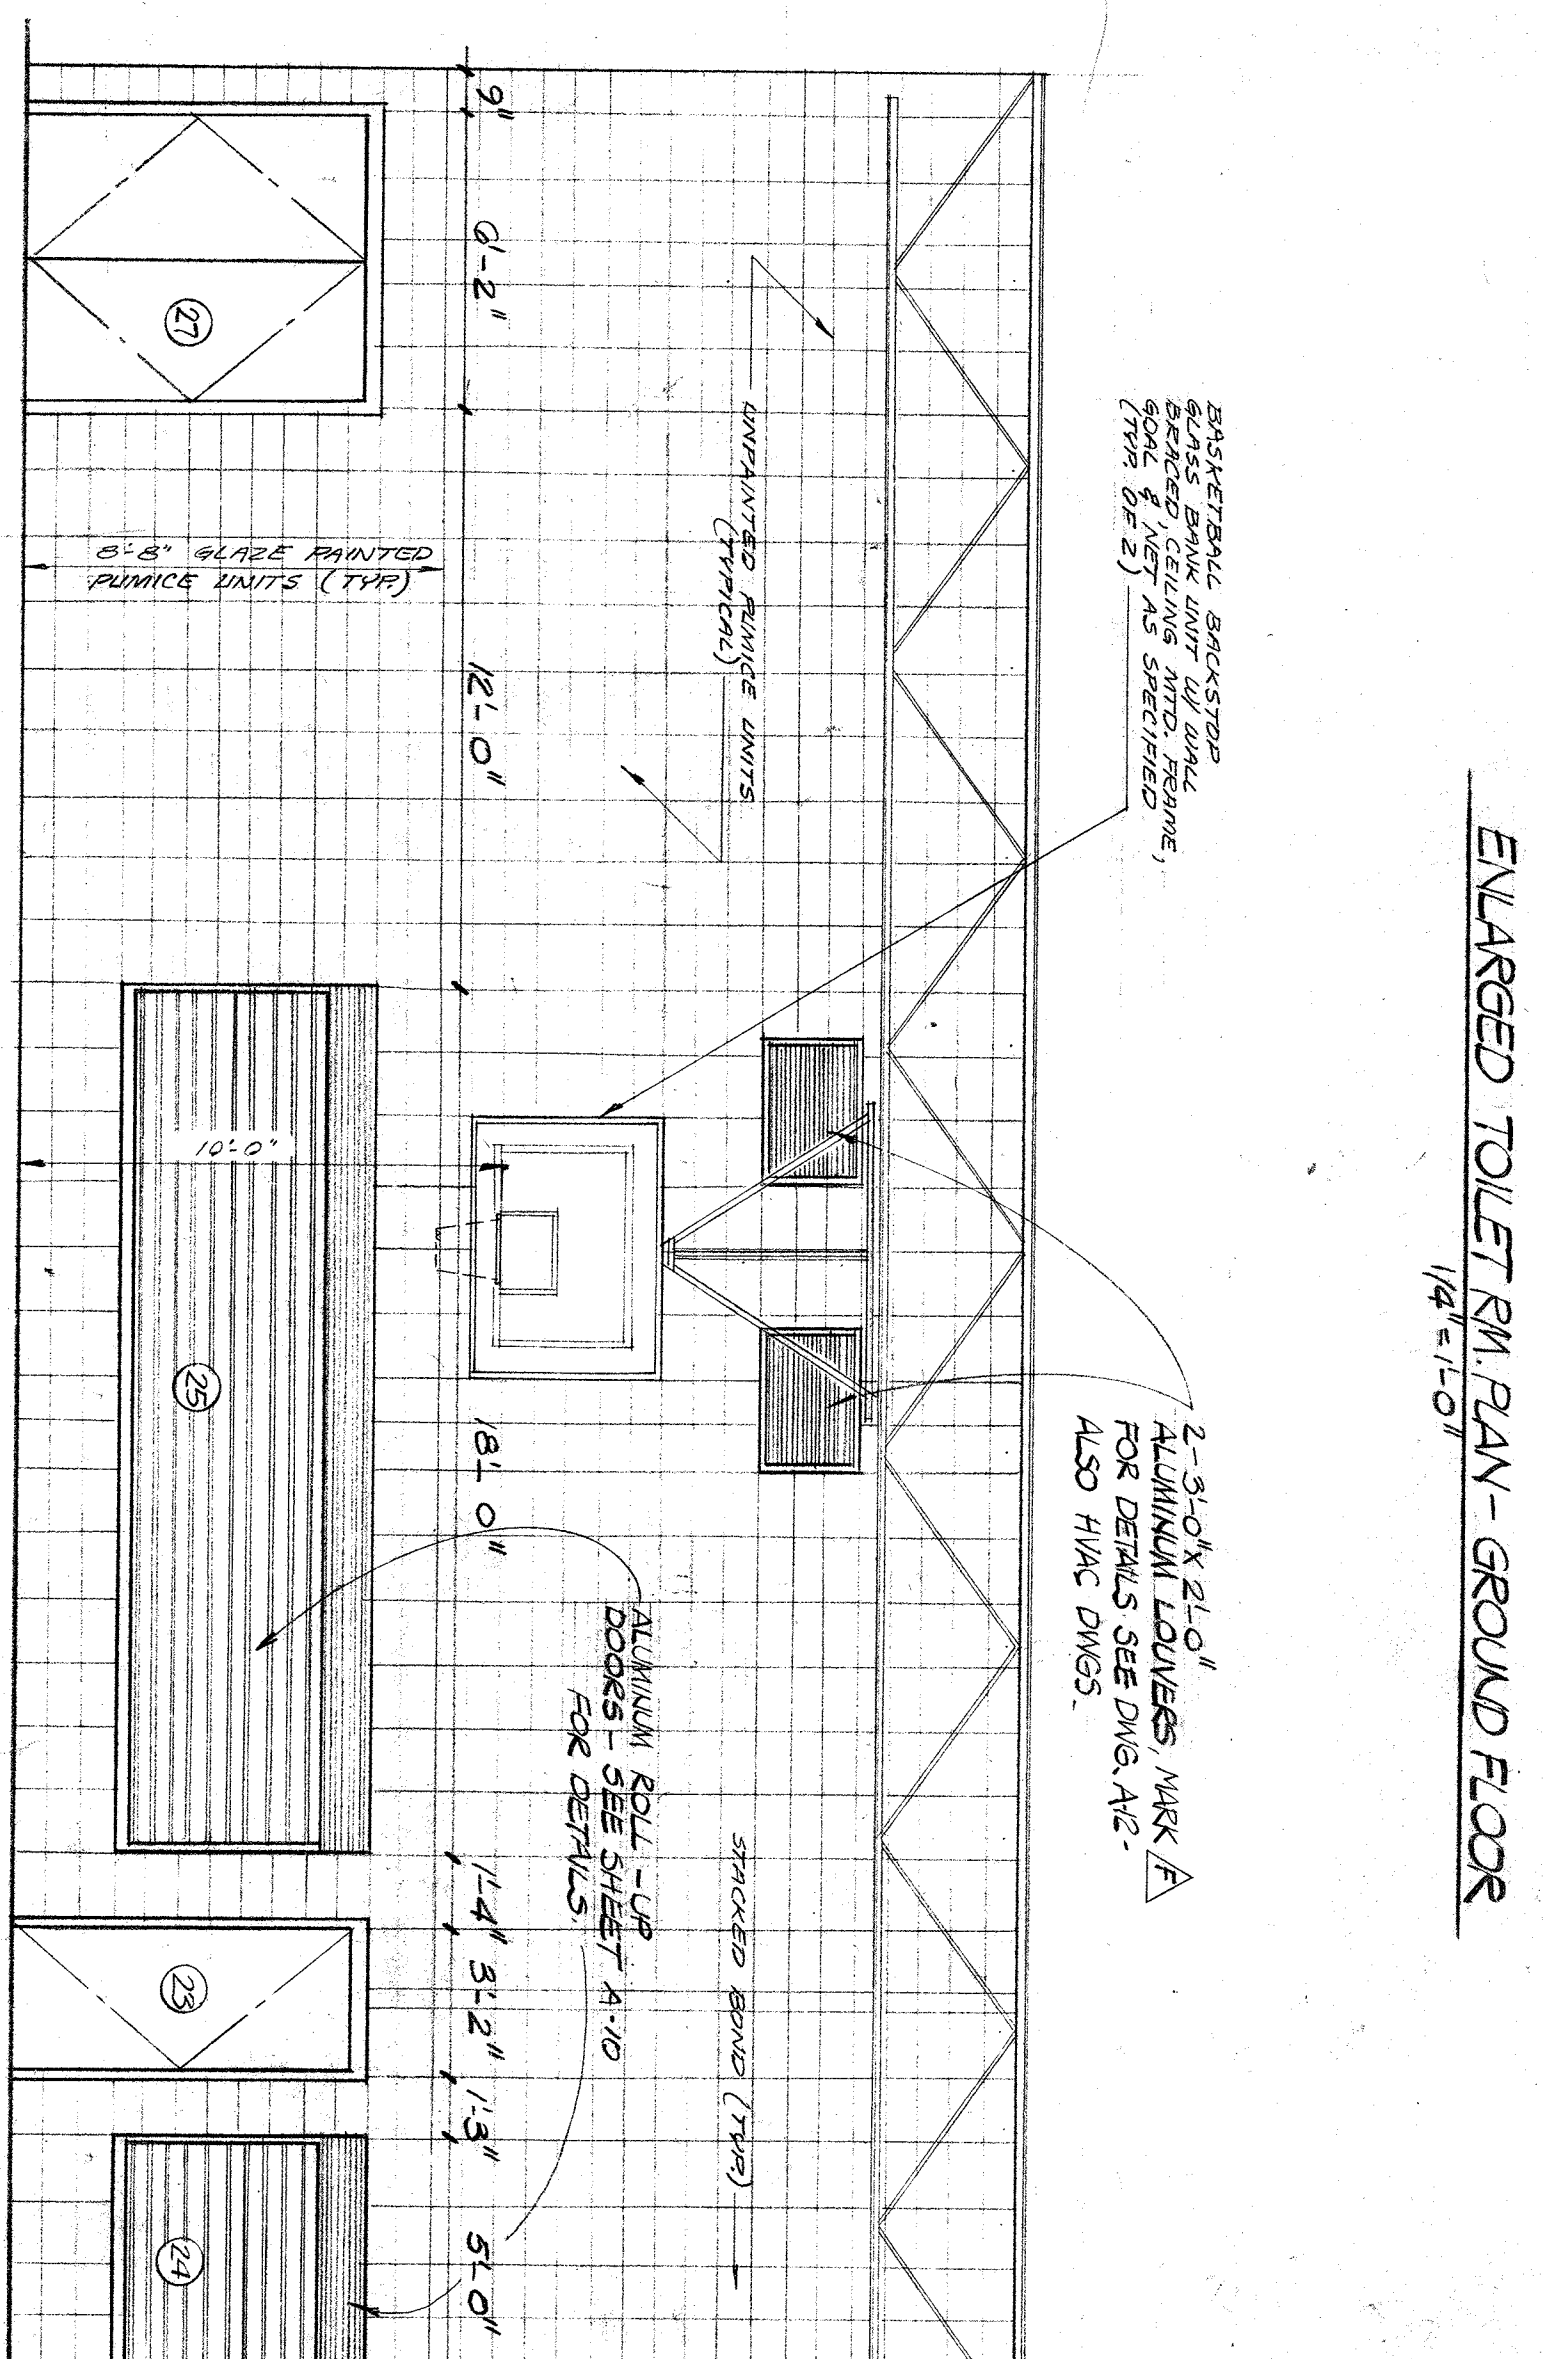 ENLARGED TOILET RM. PLAN - GROUND FLOOR
1/4" = 1'-0"
BASKETBALL BACKSTOP
GLASS BANK UNIT W/ WALL
BRACED, CEILING MTD. FRAME,
GOAL & NET AS SPECIFIED
(TYP. OF 2)
2 - 3'-0" X 2'-0"
ALUMINUM LOUVERS, MARK F
FOR DETAILS SEE DWG. A-12 -
ALSO HVAC DWGS.
UNPAINTED PUMICE UNITS
(TYPICAL)
STACKED BOND (TYP.)
ALUMINUM ROLL-UP
DOORS - SEE SHEET A-10
FOR DETAILS.
9"
6'-2"
12'-0"
18'-0"
1'-4"
3'-2"
1'-3"
5'-0"
8'-8" GLAZE PAINTED
PUMICE UNITS (TYP.)
10'-0"
27
25
23
24